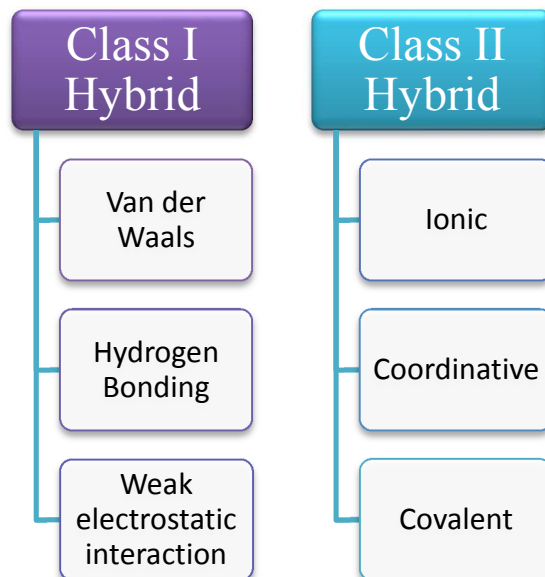 Class I
Hybrid
Van der
Waals
Hydrogen
Bonding
Weak
electrostatic
interaction
Class II
Hybrid
Ionic
Coordinative
Covalent